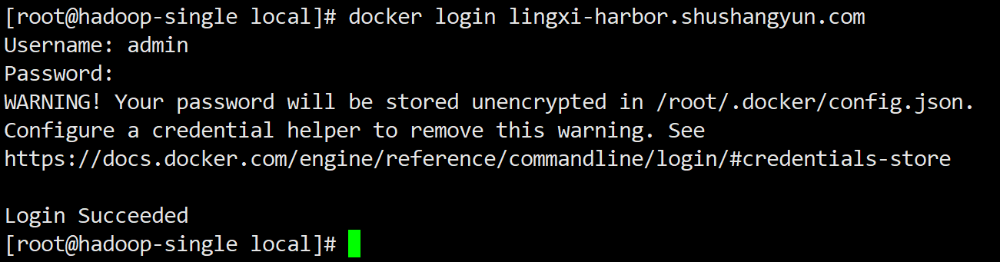 [root@hadoop-single local]# docker login lingxi-harbor.shushangyun.com
Username: admin
Password:
WARNING! Your password will be stored unencrypted in /root/.docker/config.json.
Configure a credential helper to remove this warning. See
https://docs.docker.com/engine/reference/commandline/login/#credentials-store
Login Succeeded
[root@hadoop-single local]#